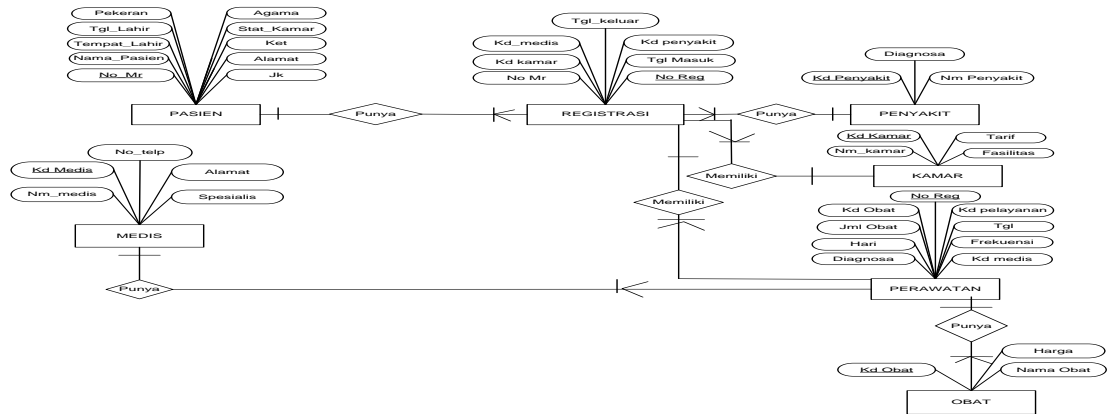 Pekeran
Tgl_Lahir
Tempat_Lahir
Nama_Pasien
No_Mr
Agama
Stat_Kamar
Ket
Alamat
Jk
PASIEN
Punya
Tgl_keluar
Kd_medis
Kd kamar
No Mr
Kd penyakit
Tgl Masuk
No Reg
REGISTRASI
Punya
Diagnosa
Kd Penyakit
Nm Penyakit
PENYAKIT
Kd Kamar
Nm_kamar
Tarif
Fasilitas
KAMAR
Memiliki
Memiliki
No_telp
Kd Medis
Nm_medis
Alamat
Spesialis
MEDIS
Punya
No Reg
Kd Obat
Jml Obat
Hari
Diagnosa
Kd pelayanan
Tgl
Frekuensi
Kd medis
PERAWATAN
Punya
Kd Obat
Harga
Nama Obat
OBAT